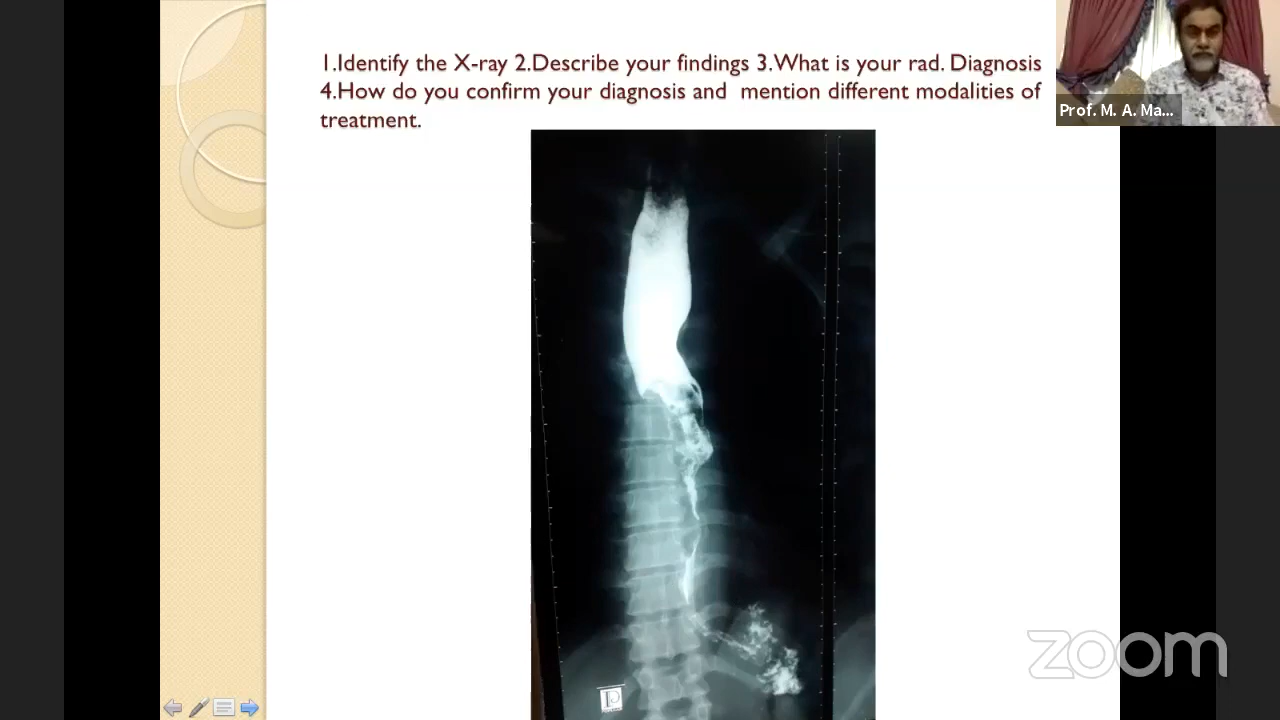 1.Identify the X-ray 2.Describe your findings 3.What is your rad. Diagnosis
4.How do you confirm your diagnosis and mention different modalities of
treatment.
Prof. M. A. Ma...
zoom